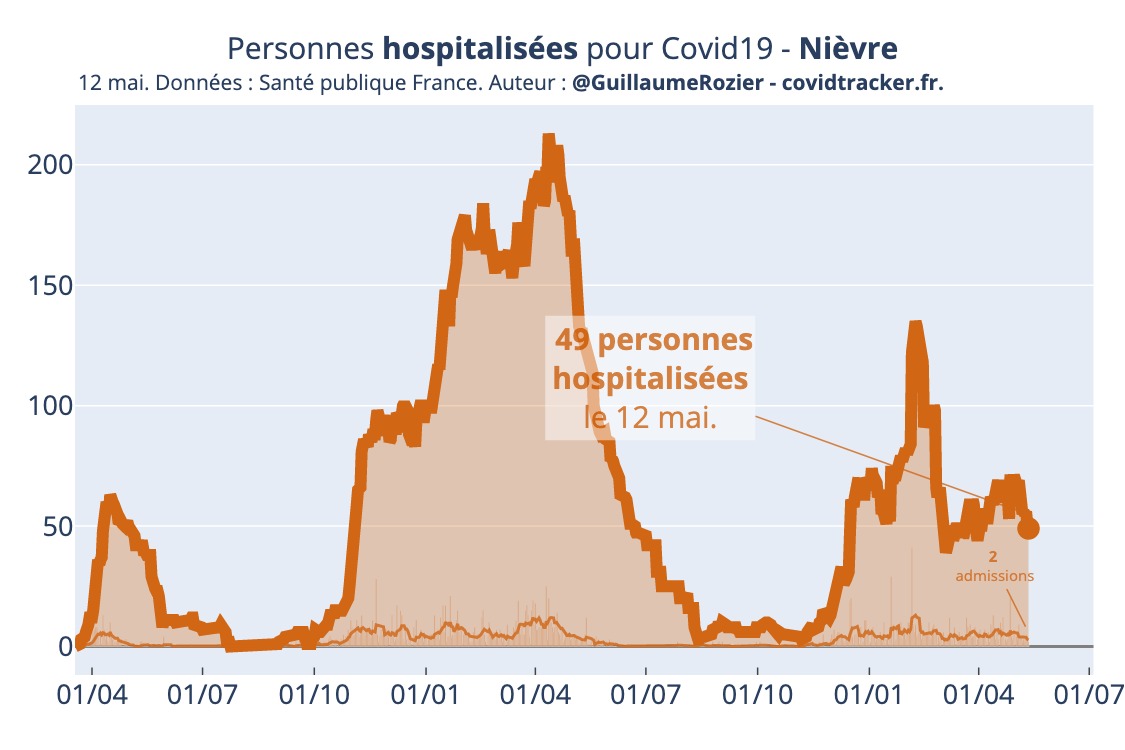 Personnes hospitalisées pour Covid19 - Nièvre
12 mai. Données : Santé publique France. Auteur : @GuillaumeRozier - covidtracker.fr.
200
150
100
50
0
49 personnes
hospitalisées
le 12 mai.
2
admissions
01/04
01/07
01/10
01/01
01/04
01/07
01/10
01/01
01/04
01/07